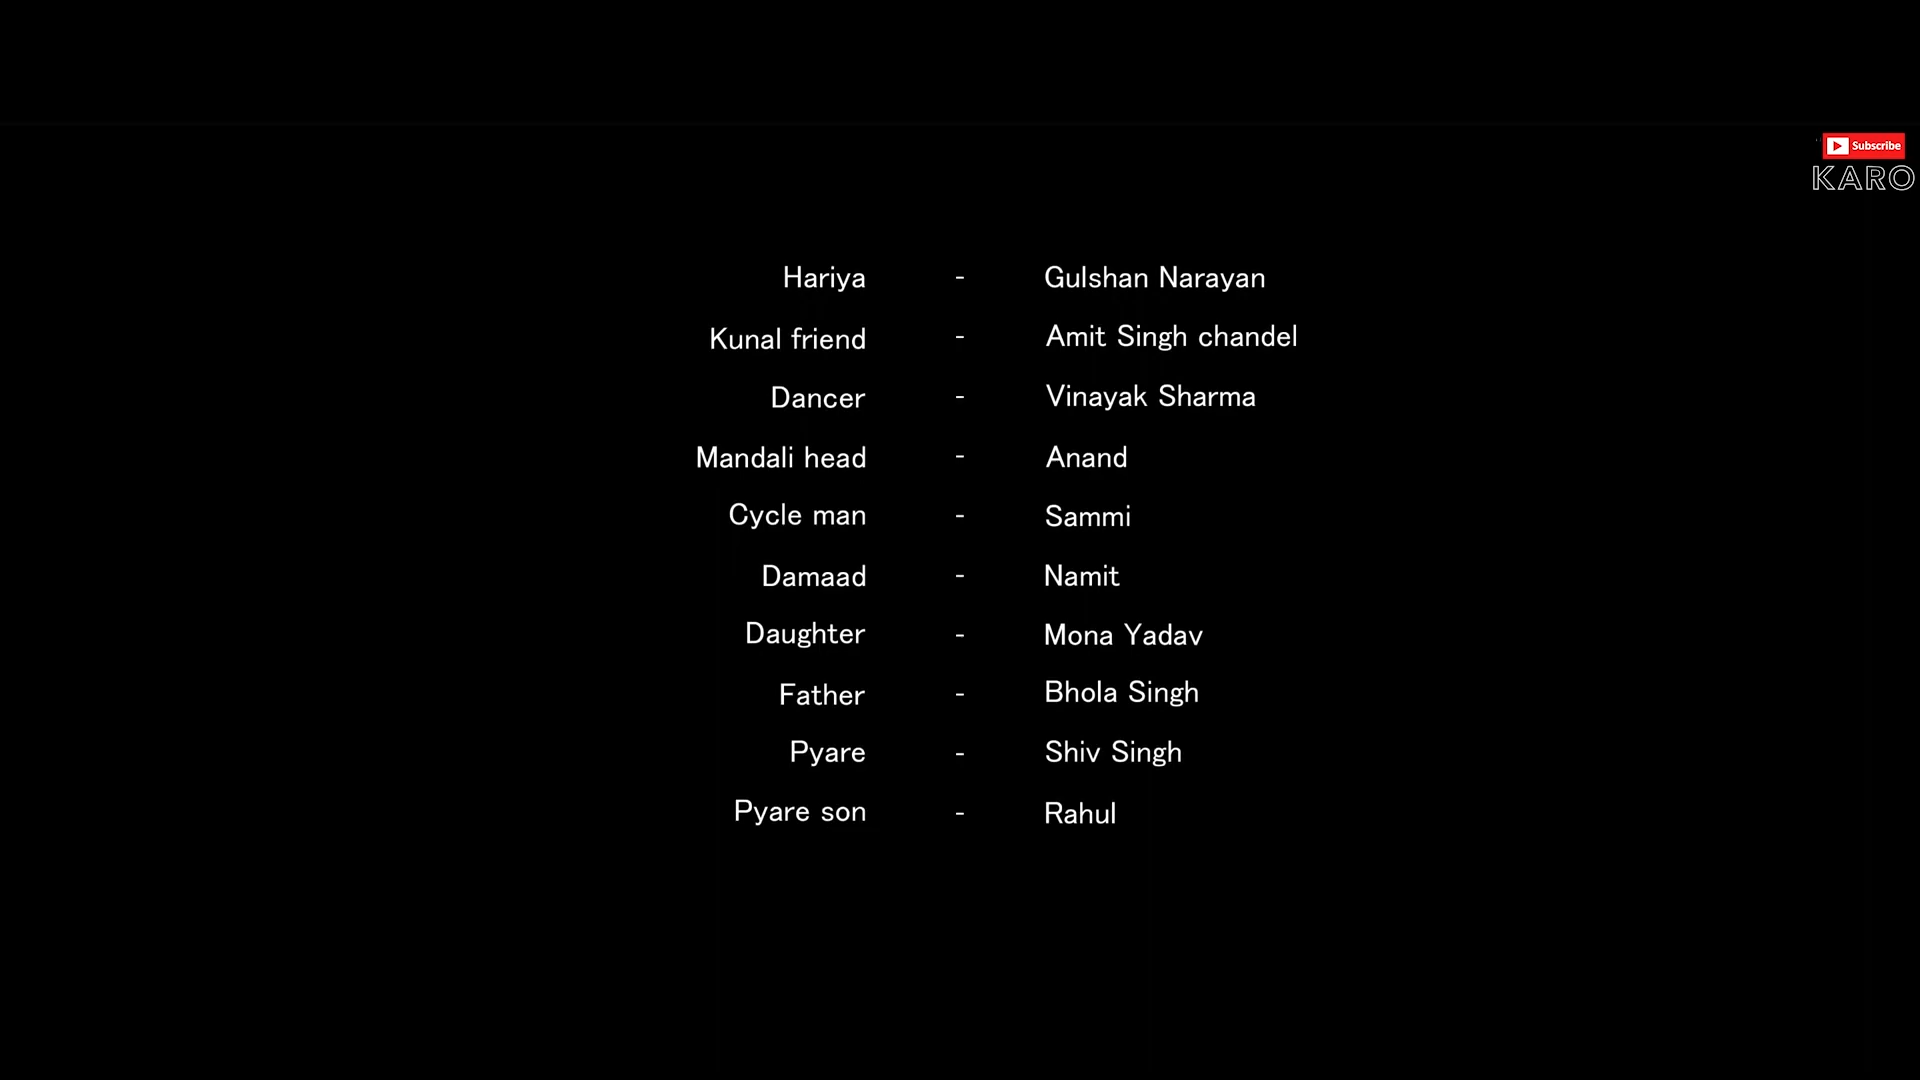 Subscribe
KARO
Hariya - Gulshan Narayan
Kunal friend - Amit Singh chandel
Dancer - Vinayak Sharma
Mandali head - Anand
Cycle man - Sammi
Damaad - Namit
Daughter - Mona Yadav
Father - Bhola Singh
Pyare - Shiv Singh
Pyare son - Rahul